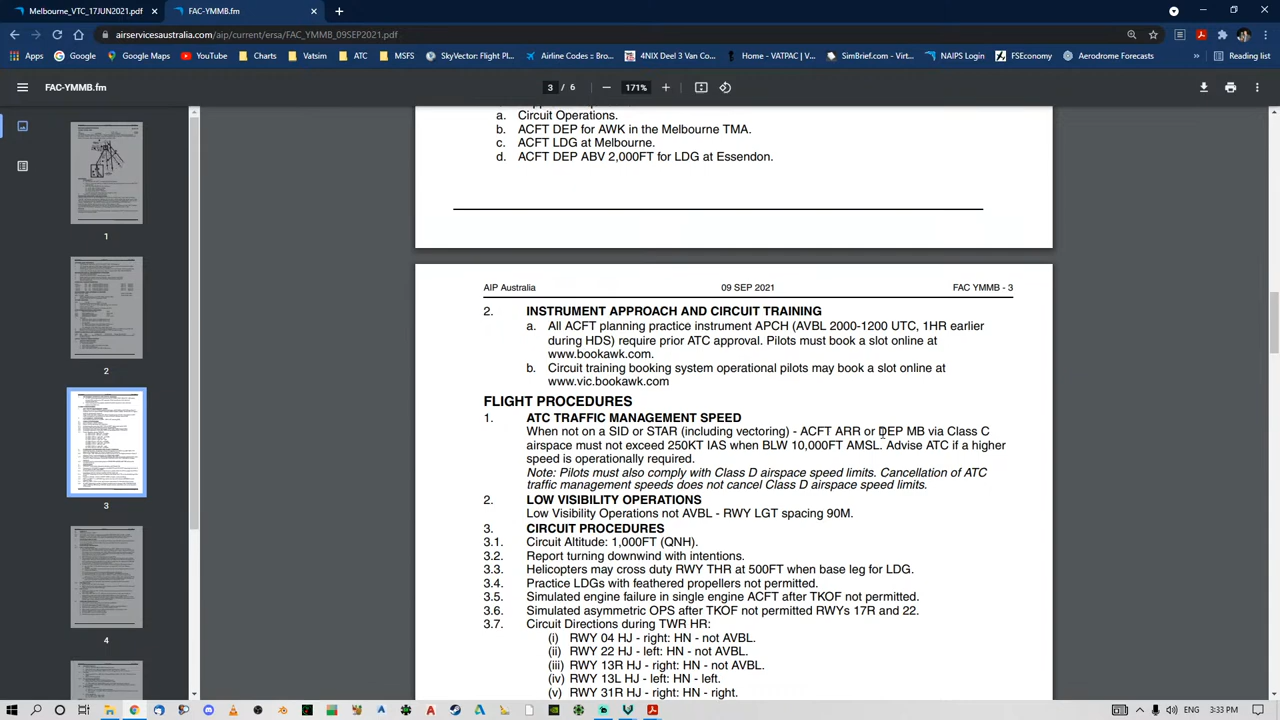 Melbourne_VTC_17JUN2021.pdf
FAC-YMMB.fm
airservicesaustralia.com/aip/current/ersa/FAC_YMMB_09SEP2021.pdf
Apps
Google
Google Maps
YouTube
Charts
Vatsim
ATC
MSFS
SkyVector: Flight Pl...
Airline Codes :: Bro...
4NIX Deel 3 Van Co...
Home - VATPAC | V...
SimBrief.com - Virt...
NAIPS Login
FSEconomy
Aerodrome Forecasts
FAC-YMMB.fm
3 / 6
171%
a. Circuit Operations.
b. ACFT DEP for AWK in the Melbourne TMA.
c. ACFT LDG at Melbourne.
d. ACFT DEP ABV 2,000FT for LDG at Essendon.
AIP Australia 09 SEP 2021 FAC YMMB - 3
2. INSTRUMENT APPROACH AND CIRCUIT TRAINING
All ACFT planning practice instrument APCH (AVBL 2000-1200 UTC, 1HR earlier
during HDS) require prior ATC approval. Pilots must book a slot online at
www.bookawk.com.
b. Circuit training booking system operational pilots may book a slot online at
www.vic.bookawk.com
FLIGHT PROCEDURES
1 ATC TRAFFIC MANAGEMENT SPEED
When not on a SID or STAR (including vectoring) - ACFT ARR or DEP MB via Class C
airspace must not exceed 250KT IAS when BLW 10,000FT AMSL. Advise ATC if a higher
speed is operationally required.
Note: pilots must also comply with Class D airspace speed limits. Cancellation of ATC
traffic management speeds does not cancel Class D airspace speed limits.
2. LOW VISIBILITY OPERATIONS
Low Visibility Operations not AVBL - RWY LGT spacing 90M.
3. CIRCUIT PROCEDURES
3.1. Circuit Altitude: 1,000FT (QNH).
3.2. Report turning downwind with intentions.
3.3. Helicopters may cross duty RWY THR at 500FT when base leg for LDG.
3.4. Practice LDGs with feathered propellers not permitted.
3.5. Simulated engine failure in single engine ACFT after TKOF not permitted.
3.6. Simulated asymmetric OPS after TKOF not permitted RWYs 17R and 22.
3.7. Circuit Directions during TWR HR:
(i) RWY 04 HJ - right: HN - not AVBL.
(ii) RWY 22 HJ - left: HN - not AVBL.
(iii) RWY 13R HJ - right: HN - not AVBL.
(iv) RWY 13L HJ - left: HN - left.
(v) RWY 31R HJ - right: HN - right.
1
2
3
4
ENG 3:33 PM